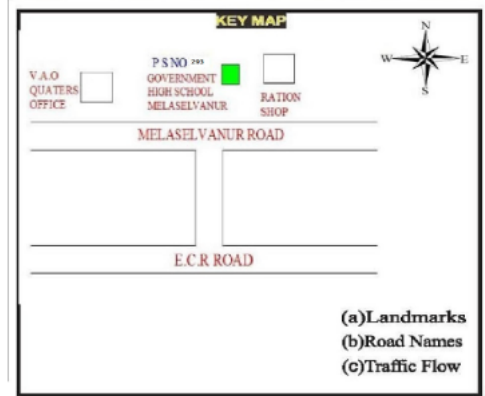 KEY MAP
N
W
E
S
V.A.O
QUATERS
OFFICE
P S NO 293
GOVERNMENT
HIGH SCHOOL
MELASELVANUR
RATION
SHOP
MELASELVANUR ROAD
E.C.R ROAD
(a)Landmarks
(b)Road Names
(c)Traffic Flow